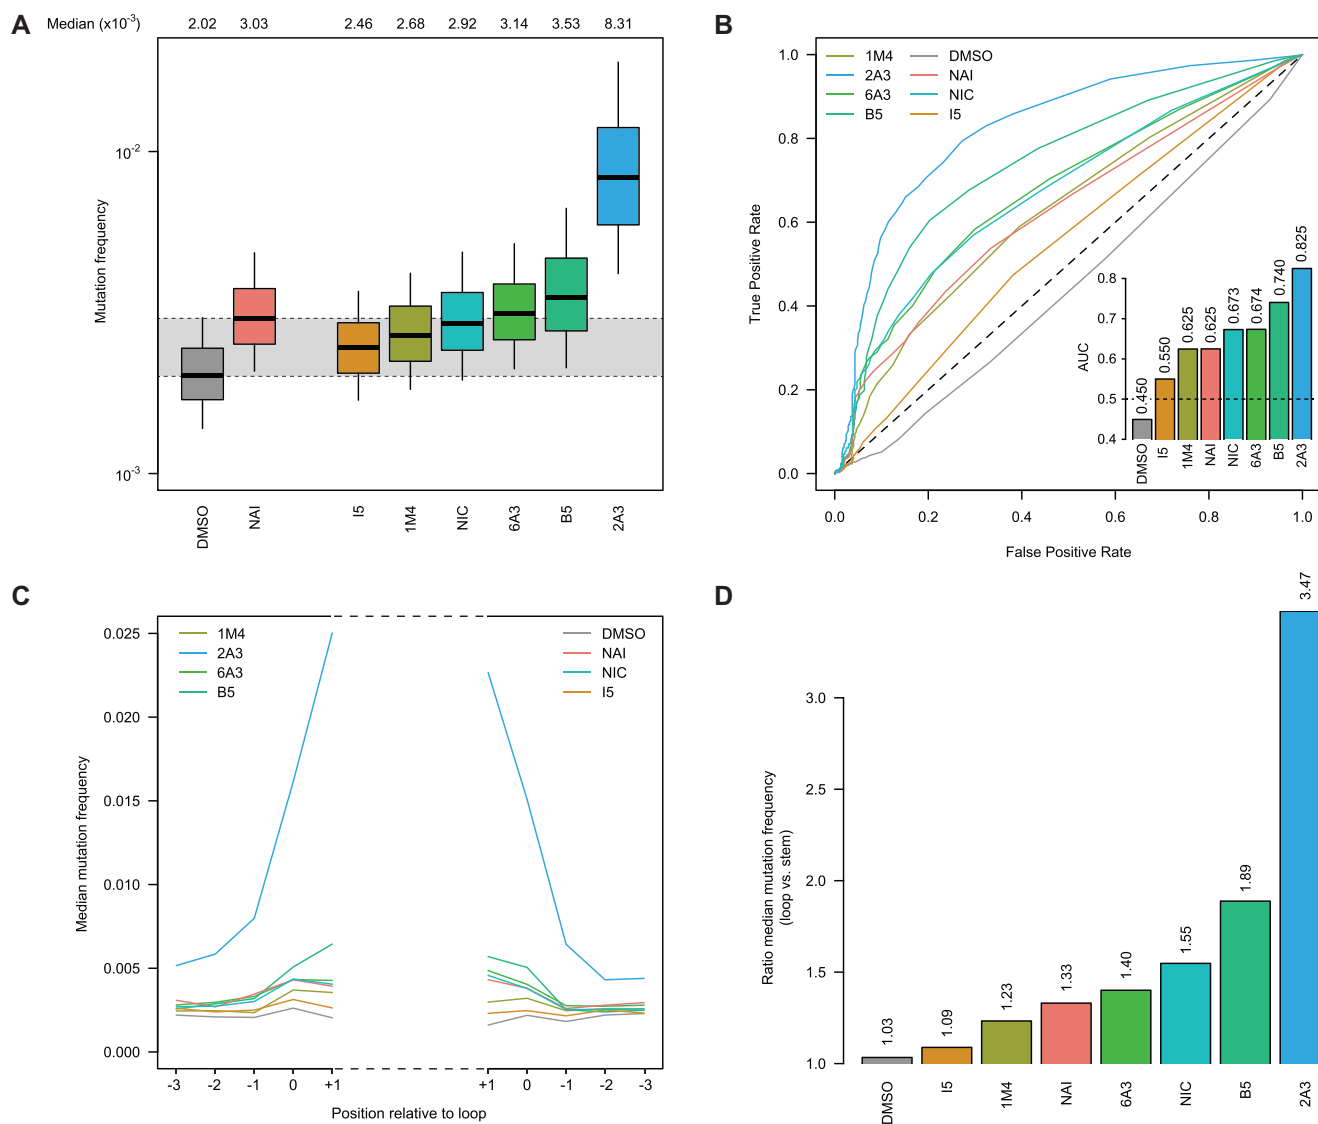 A
Median (x10-3) 2.02 3.03 2.46 2.68 2.92 3.14 3.53 8.31
Mutation frequency
10-2
10-3
DMSO NAI I5 1M4 NIC 6A3 B5 2A3
B
1M4 DMSO
2A3 NAI
6A3 NIC
B5 I5
True Positive Rate
1.0
0.8
0.6
0.4
0.2
0.0
0.0 0.2 0.4 0.6 0.8 1.0
False Positive Rate
AUC
0.8
0.7
0.6
0.5
0.4
0.450 0.550 0.625 0.625 0.673 0.674 0.740 0.825
DMSO I5 1M4 NAI NIC 6A3 B5 2A3
C
1M4 DMSO
2A3 NAI
6A3 NIC
B5 I5
Median mutation frequency
0.025
0.020
0.015
0.010
0.005
0.000
-3 -2 -1 0 +1 +1 0 -1 -2 -3
Position relative to loop
D
Ratio median mutation frequency
(loop vs. stem)
3.0
2.5
2.0
1.5
1.0
1.03 1.09 1.23 1.33 1.40 1.55 1.89 3.47
DMSO I5 1M4 NAI 6A3 NIC B5 2A3